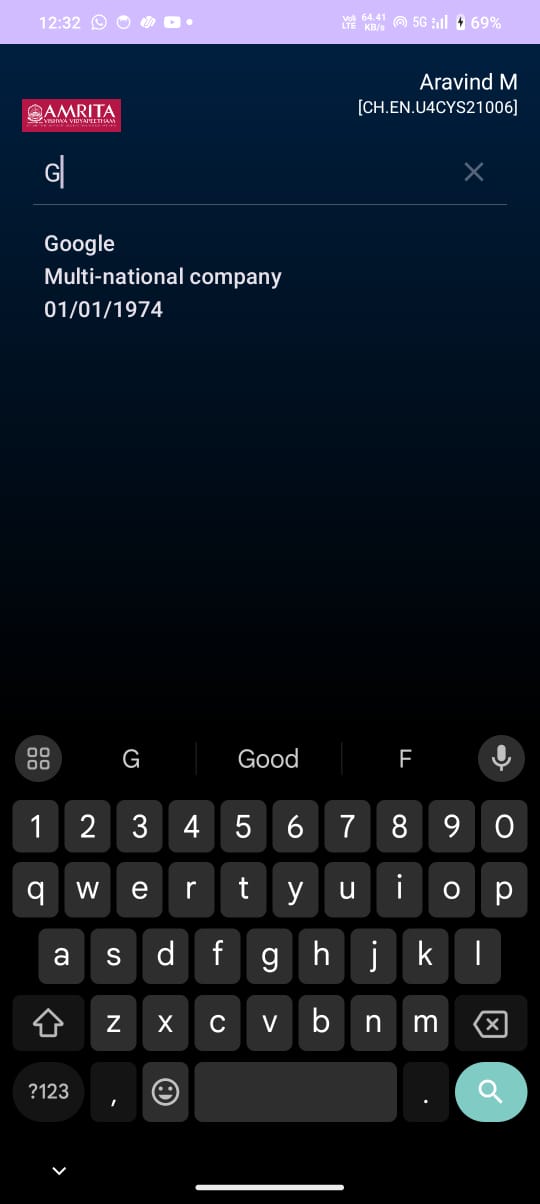 12:32
Vo)
LTE
64.41
KB/s
5G
69%
Aravind M
[CH.EN.U4CYS21006]
AMRITA
VISHWA VIDYAPEETHAM
G
Google
Multi-national company
01/01/1974
G Good F
1 2 3 4 5 6 7 8 9 0
q w e r t y u i o p
a s d f g h j k l
z x c v b n m
?123 , .